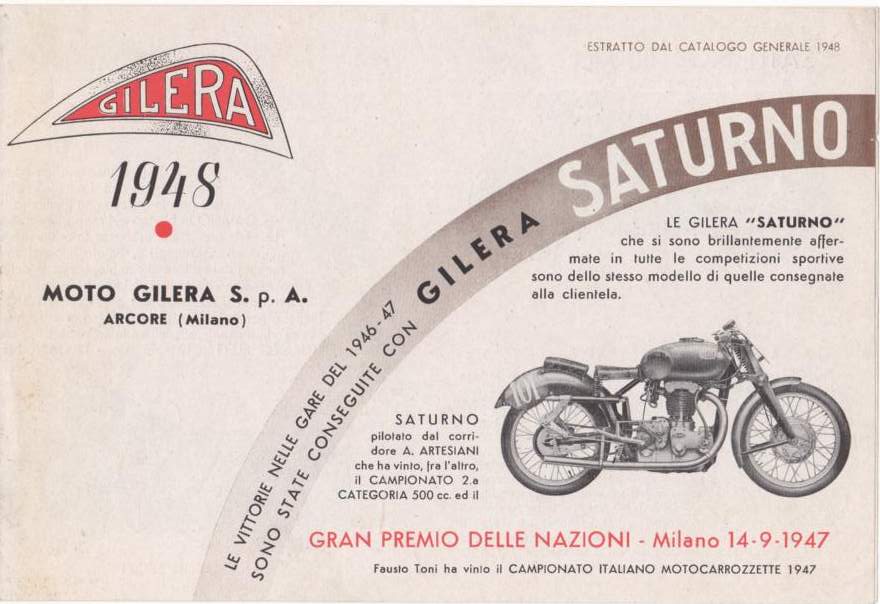 ESTRATTO DAL CATALOGO GENERALE 1948
GILERA
1948
MOTO GILERA S. p. A.
ARCORE (Milano)
LE VITTORIE NELLE GARE DEL 1946-47
SONO STATE CONSEGUITE CON GILERA SATURNO
LE GILERA "SATURNO"
che si sono brillantemente affer-
mate in tutte le competizioni sportive
sono dello stesso modello di quelle consegnate
alla clientela.
101
SATURNO
pilotato dal corri-
dore A. ARTESIANI
che ha vinto, fra l'altro,
il CAMPIONATO 2.a
CATEGORIA 500 cc. ed il
GRAN PREMIO DELLE NAZIONI - Milano 14-9-1947
Fausto Toni ha vinto il CAMPIONATO ITALIANO MOTOCARROZZETTE 1947